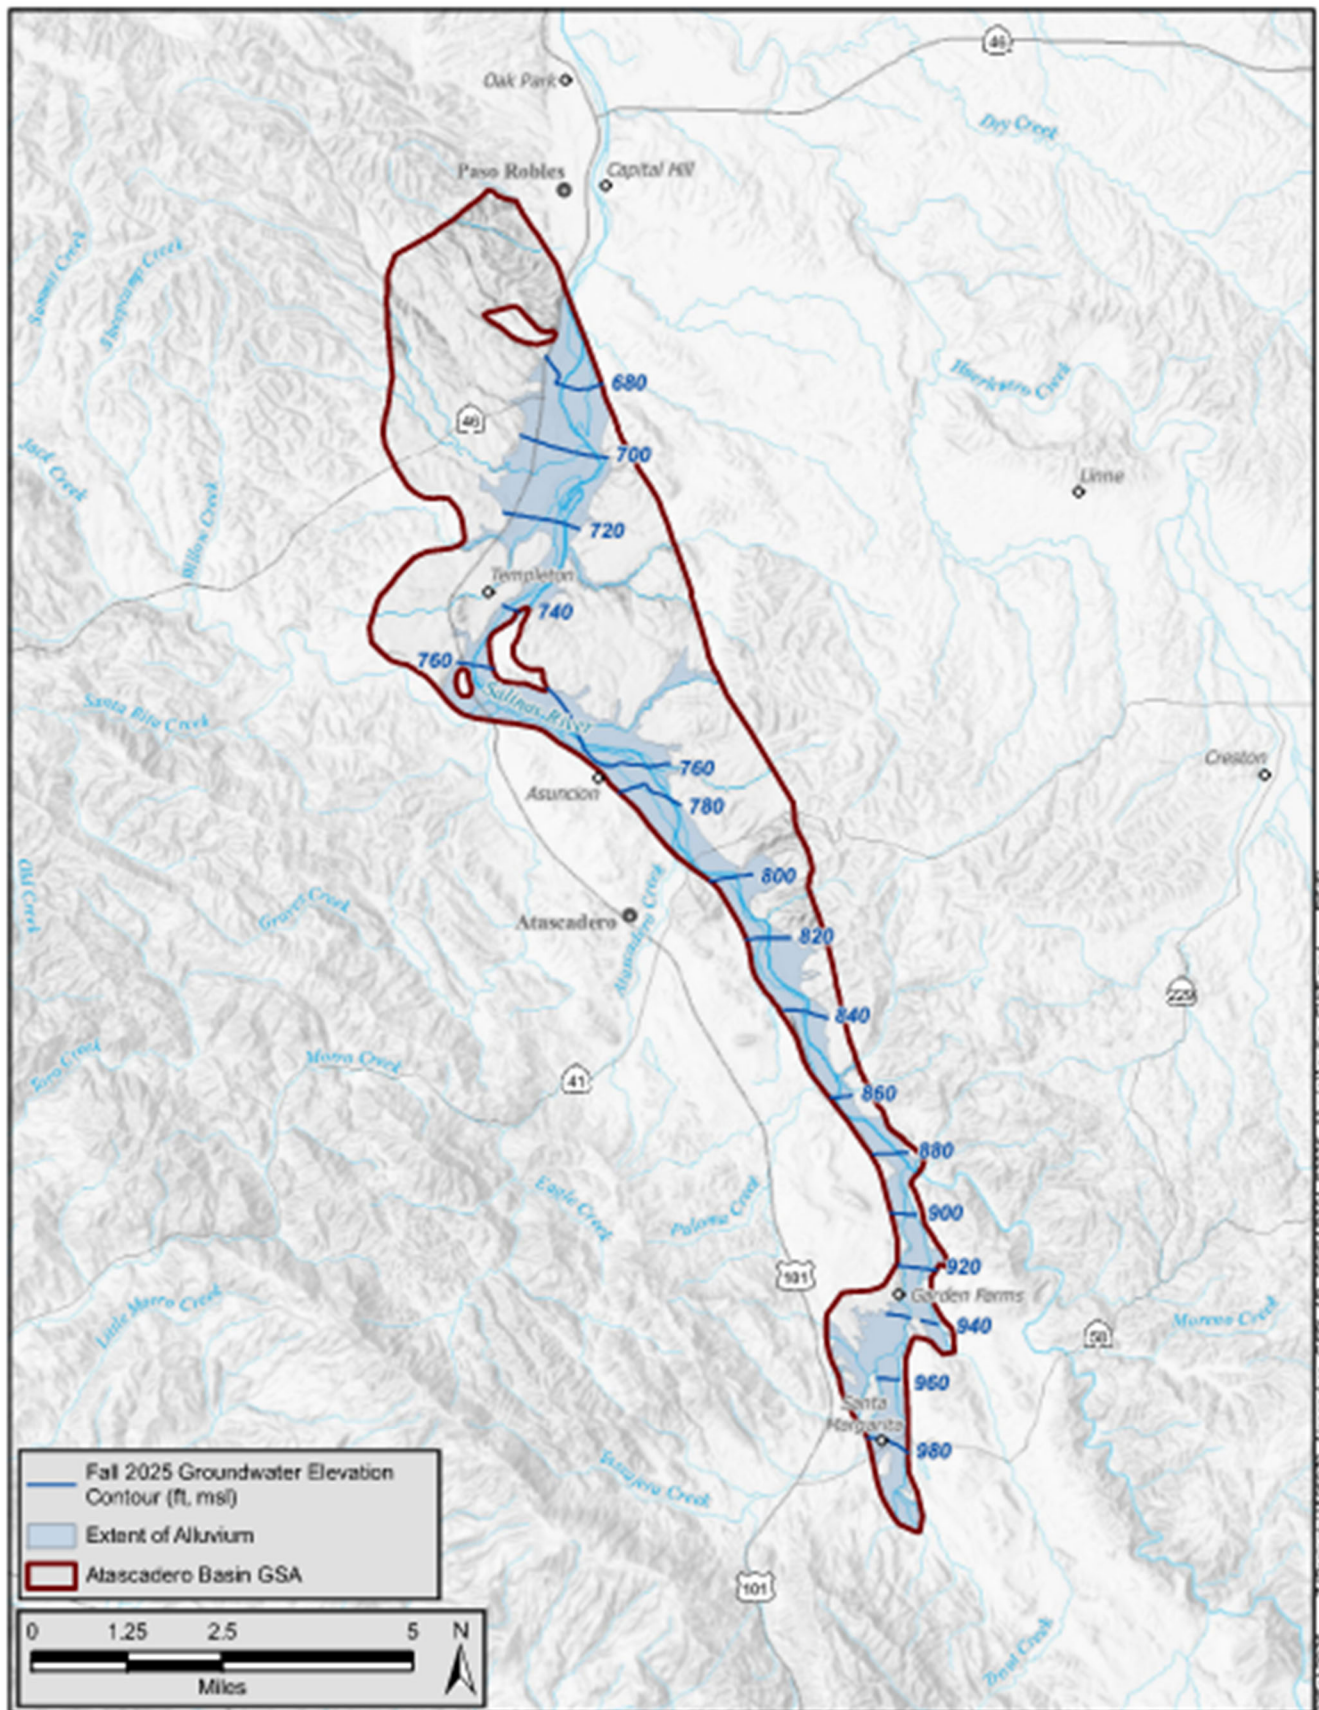 46
Oak Park
Dry Creek
Paso Robles
Capital Hill
Summit Creek
Sheepcamp Creek
680
Huerhuero Creek
46
700
Jack Creek
Linne
Willow Creek
720
Templeton
740
760
Salinas River
Santa Rita Creek
760
Creston
Asuncion
780
Old Creek
800
Graves Creek
Atascadero
Atascadero Creek
820
229
840
Toro Creek
Morro Creek
41
860
880
Eagle Creek
Paloma Creek
900
101
920
Garden Farms
Little Morro Creek
940
Moreno Creek
58
960
Santa
Margarita
980
Fall 2025 Groundwater Elevation
Contour (ft, msl)
Extent of Alluvium
Atascadero Basin GSA
101
0 1.25 2.5 5 N
Miles